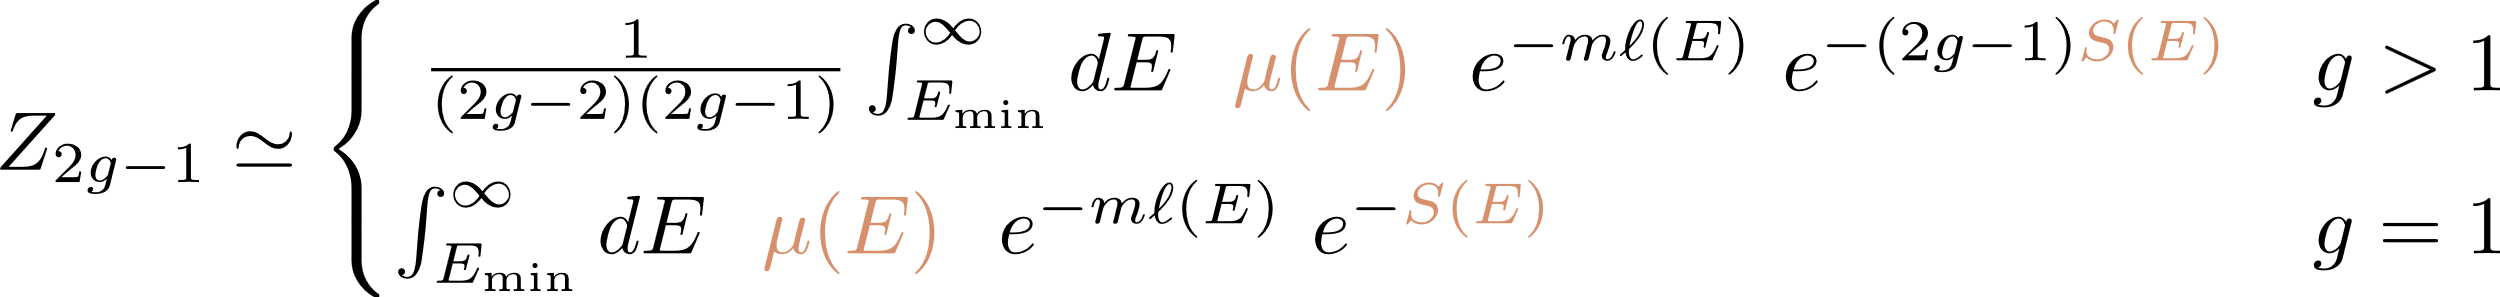 Z_{2g-1} \simeq \begin{cases} \frac{1}{(2g-2)(2g-1)} \int_{E_{\min}}^{\infty} dE \, \mu(E) \, e^{-m\ell(E)} e^{-(2g-1)S(E)} & g > 1 \\ \int_{E_{\min}}^{\infty} dE \, \mu(E) \, e^{-m\ell(E)} e^{-S(E)} & g = 1 \end{cases}